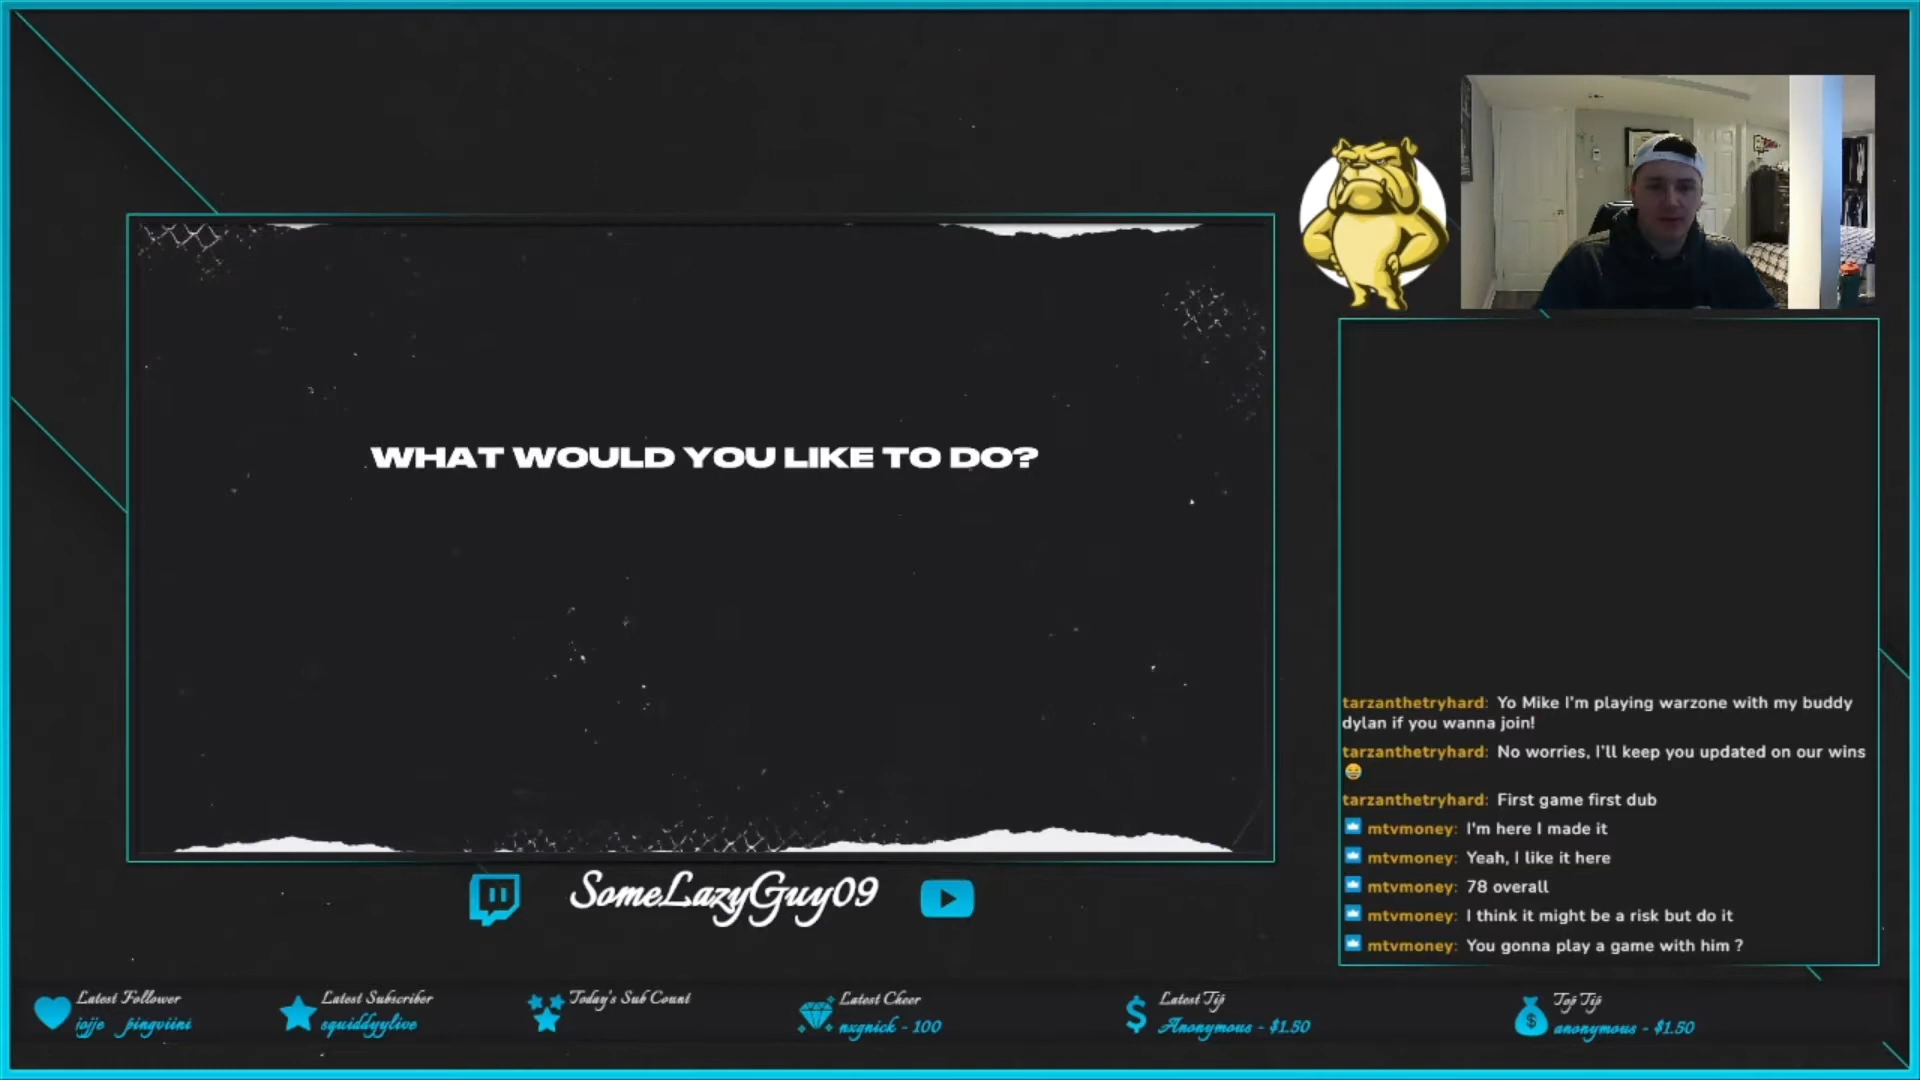 WHAT WOULD YOU LIKE TO DO?
tarzanthetryhard: Yo Mike I'm playing warzone with my buddy
dylan if you wanna join!
tarzanthetryhard: No worries, I'll keep you updated on our wins
😂
tarzanthetryhard: First game first dub
mtvmoney: I'm here I made it
mtvmoney: Yeah, I like it here
mtvmoney: 78 overall
mtvmoney: I think it might be a risk but do it
mtvmoney: You gonna play a game with him ?
SomeLazyGuy09
Latest Follower
jojje_pingviini
Latest Subscriber
squiddyylive
Today's Sub Count
Latest Cheer
nxgnick - 100
Latest Tip
Anonymous - $1.50
Top Tip
anonymous - $1.50